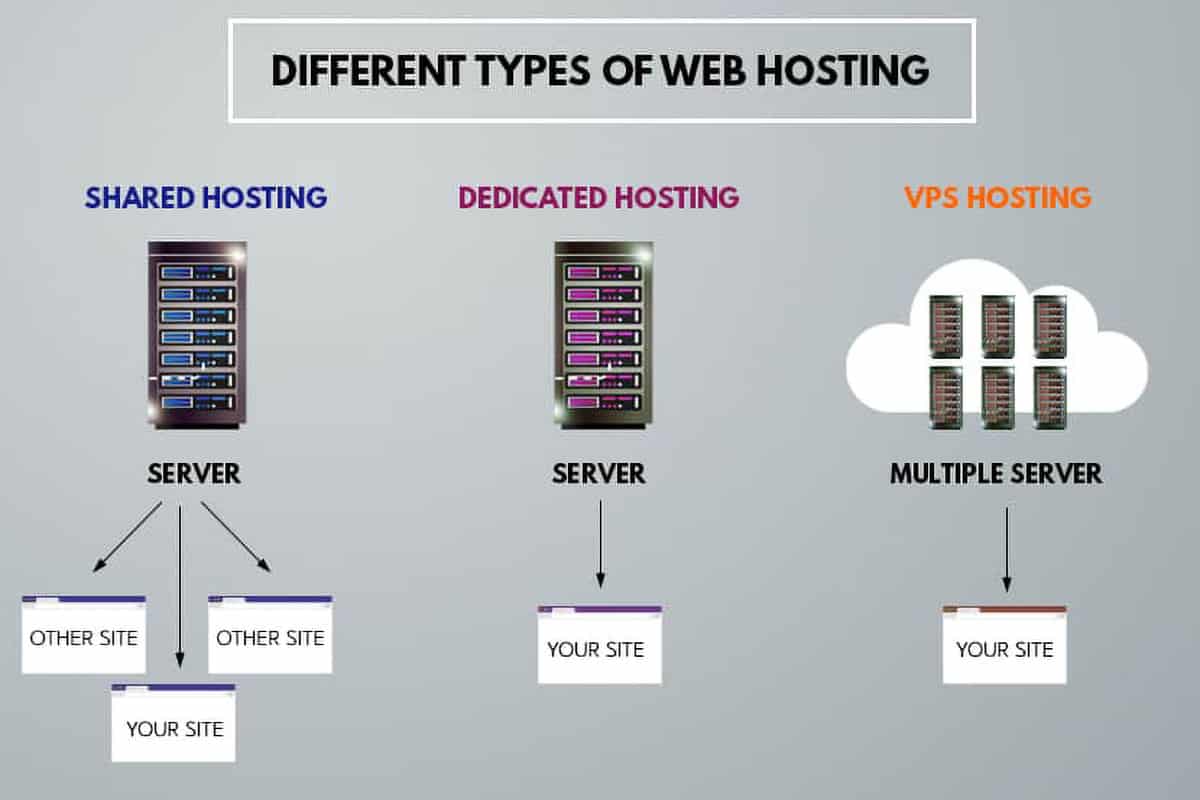 DIFFERENT TYPES OF WEB HOSTING
SHARED HOSTING
SERVER
OTHER SITE
OTHER SITE
YOUR SITE
DEDICATED HOSTING
SERVER
YOUR SITE
VPS HOSTING
MULTIPLE SERVER
YOUR SITE